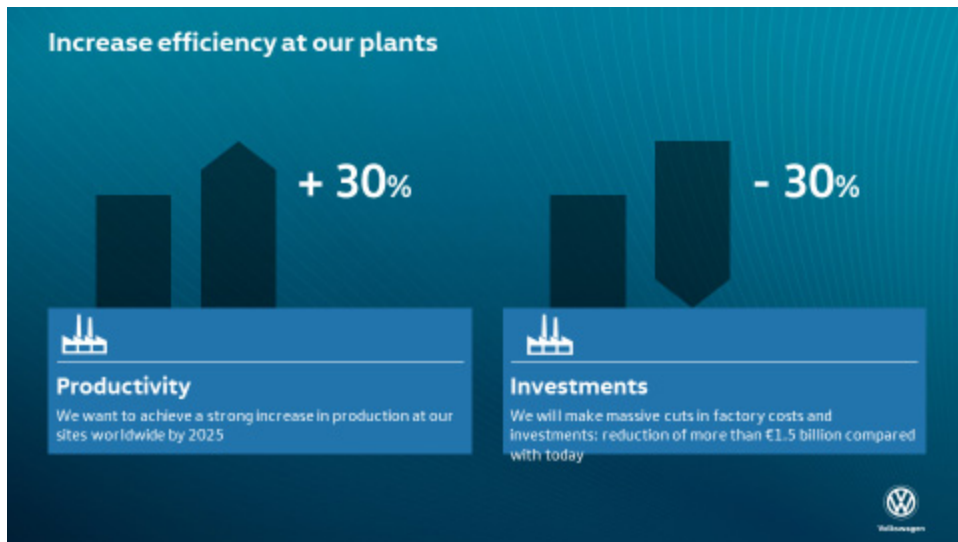 Increase efficiency at our plants
+ 30%
- 30%
Productivity
We want to achieve a strong increase in production at our
sites worldwide by 2025
Investments
We will make massive cuts in factory costs and
investments: reduction of more than €1.5 billion compared
with today
Volkswagen